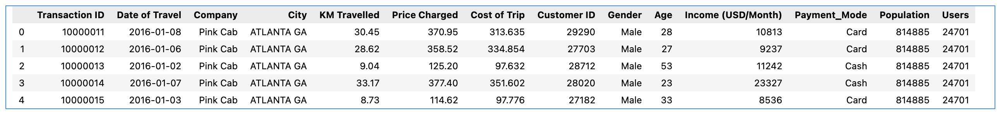 Transaction ID Date of Travel Company City KM Travelled Price Charged Cost of Trip Customer ID Gender Age Income (USD/Month) Payment_Mode Population Users
0 10000011 2016-01-08 Pink Cab ATLANTA GA 30.45 370.95 313.635 29290 Male 28 10813 Card 814885 24701
1 10000012 2016-01-06 Pink Cab ATLANTA GA 28.62 358.52 334.854 27703 Male 27 9237 Card 814885 24701
2 10000013 2016-01-02 Pink Cab ATLANTA GA 9.04 125.20 97.632 28712 Male 53 11242 Cash 814885 24701
3 10000014 2016-01-07 Pink Cab ATLANTA GA 33.17 377.40 351.602 28020 Male 23 23327 Cash 814885 24701
4 10000015 2016-01-03 Pink Cab ATLANTA GA 8.73 114.62 97.776 27182 Male 33 8536 Card 814885 24701